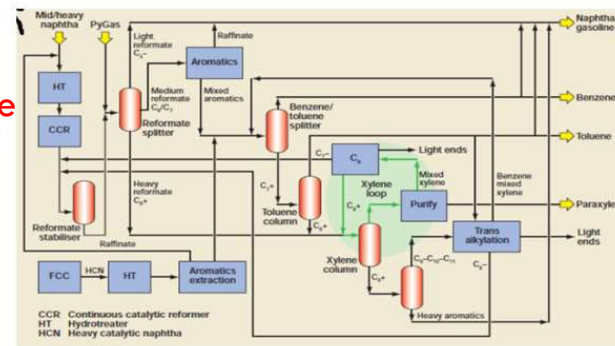 Mid/heavy
naphtha
PyGas
Light
reformate
C₅–
Raffinate
Naphtha
gasoline
HT
CCR
Reformate
splitter
Medium
reformate
C₆/C₇
Aromatics
Mixed
aromatics
Benzene/
toluene
splitter
Benzene
Toluene
C₈
Light ends
C₇–
Mixed
xylene
Xylene
loop
Purify
Paraxyle
Benzene
mixed
xylene
Heavy
reformate
C₈+
C₇+
Toluene
column
C₈+
C₈+
Reformate
stabiliser
Raffinate
Xylene
column
C₉–C₁₀–C₁₁
Trans
alkylation
Light
ends
FCC
HCN
HT
Aromatics
extraction
C₉+
Heavy aromatics
CCR Continuous catalytic reformer
HT Hydrotreater
HCN Heavy catalytic naphtha
e